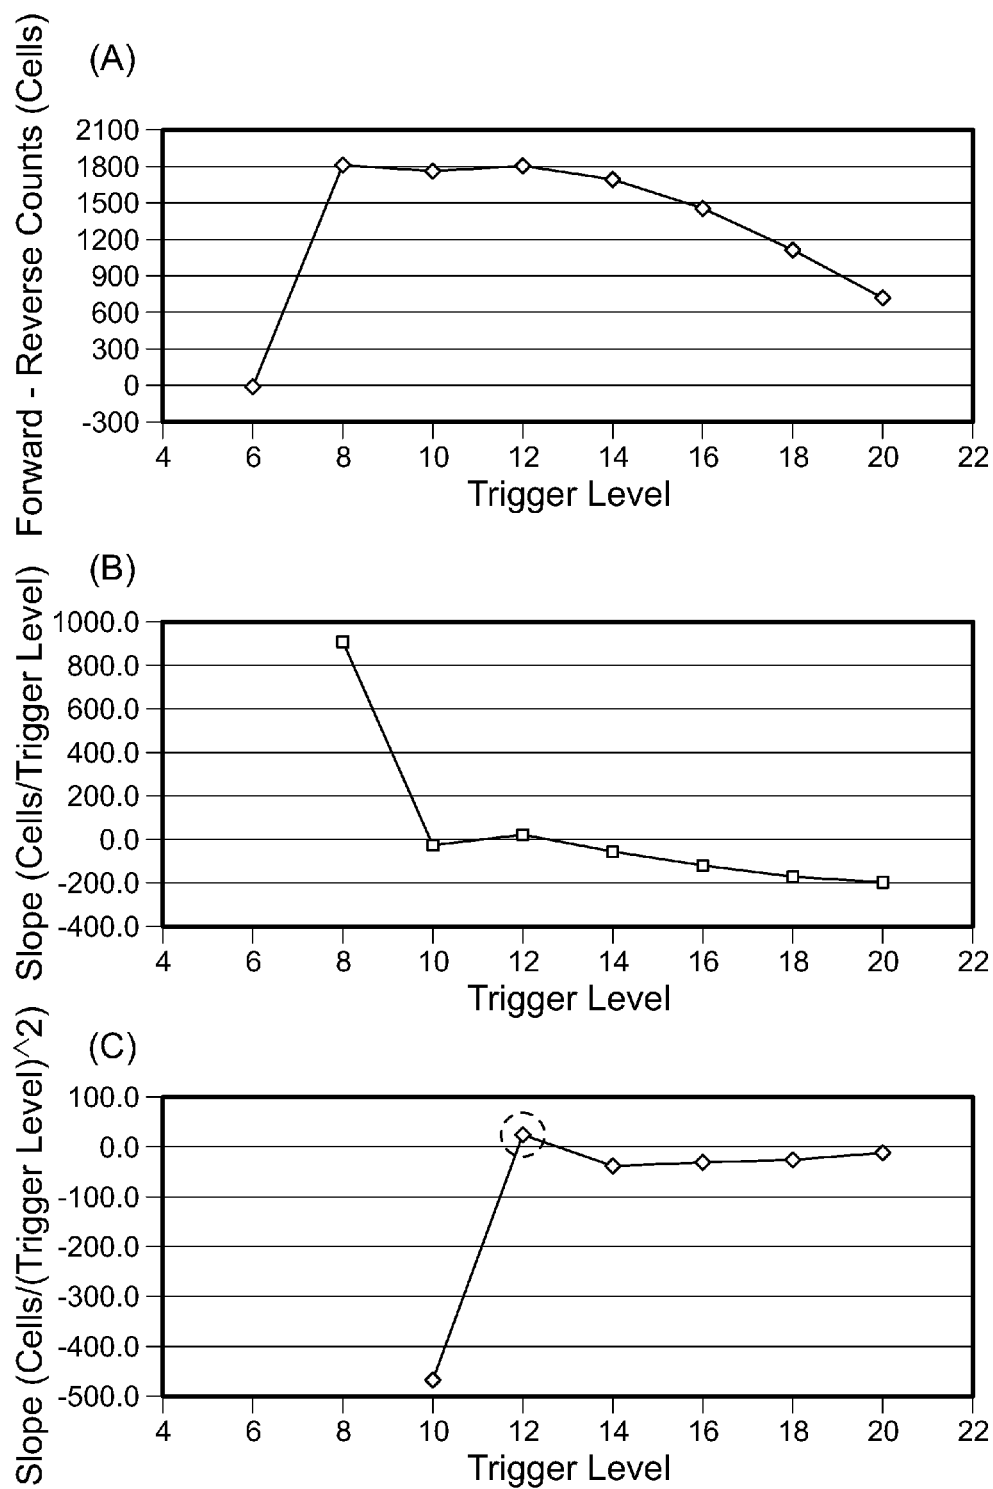 (A)
Forward - Reverse Counts (Cells)
2100
1800
1500
1200
900
600
300
0
-300
4 6 8 10 12 14 16 18 20 22
Trigger Level
(B)
Slope (Cells/Trigger Level)
1000.0
800.0
600.0
400.0
200.0
0.0
-200.0
-400.0
4 6 8 10 12 14 16 18 20 22
Trigger Level
(C)
Slope (Cells/(Trigger Level)^2)
100.0
0.0
-100.0
-200.0
-300.0
-400.0
-500.0
4 6 8 10 12 14 16 18 20 22
Trigger Level